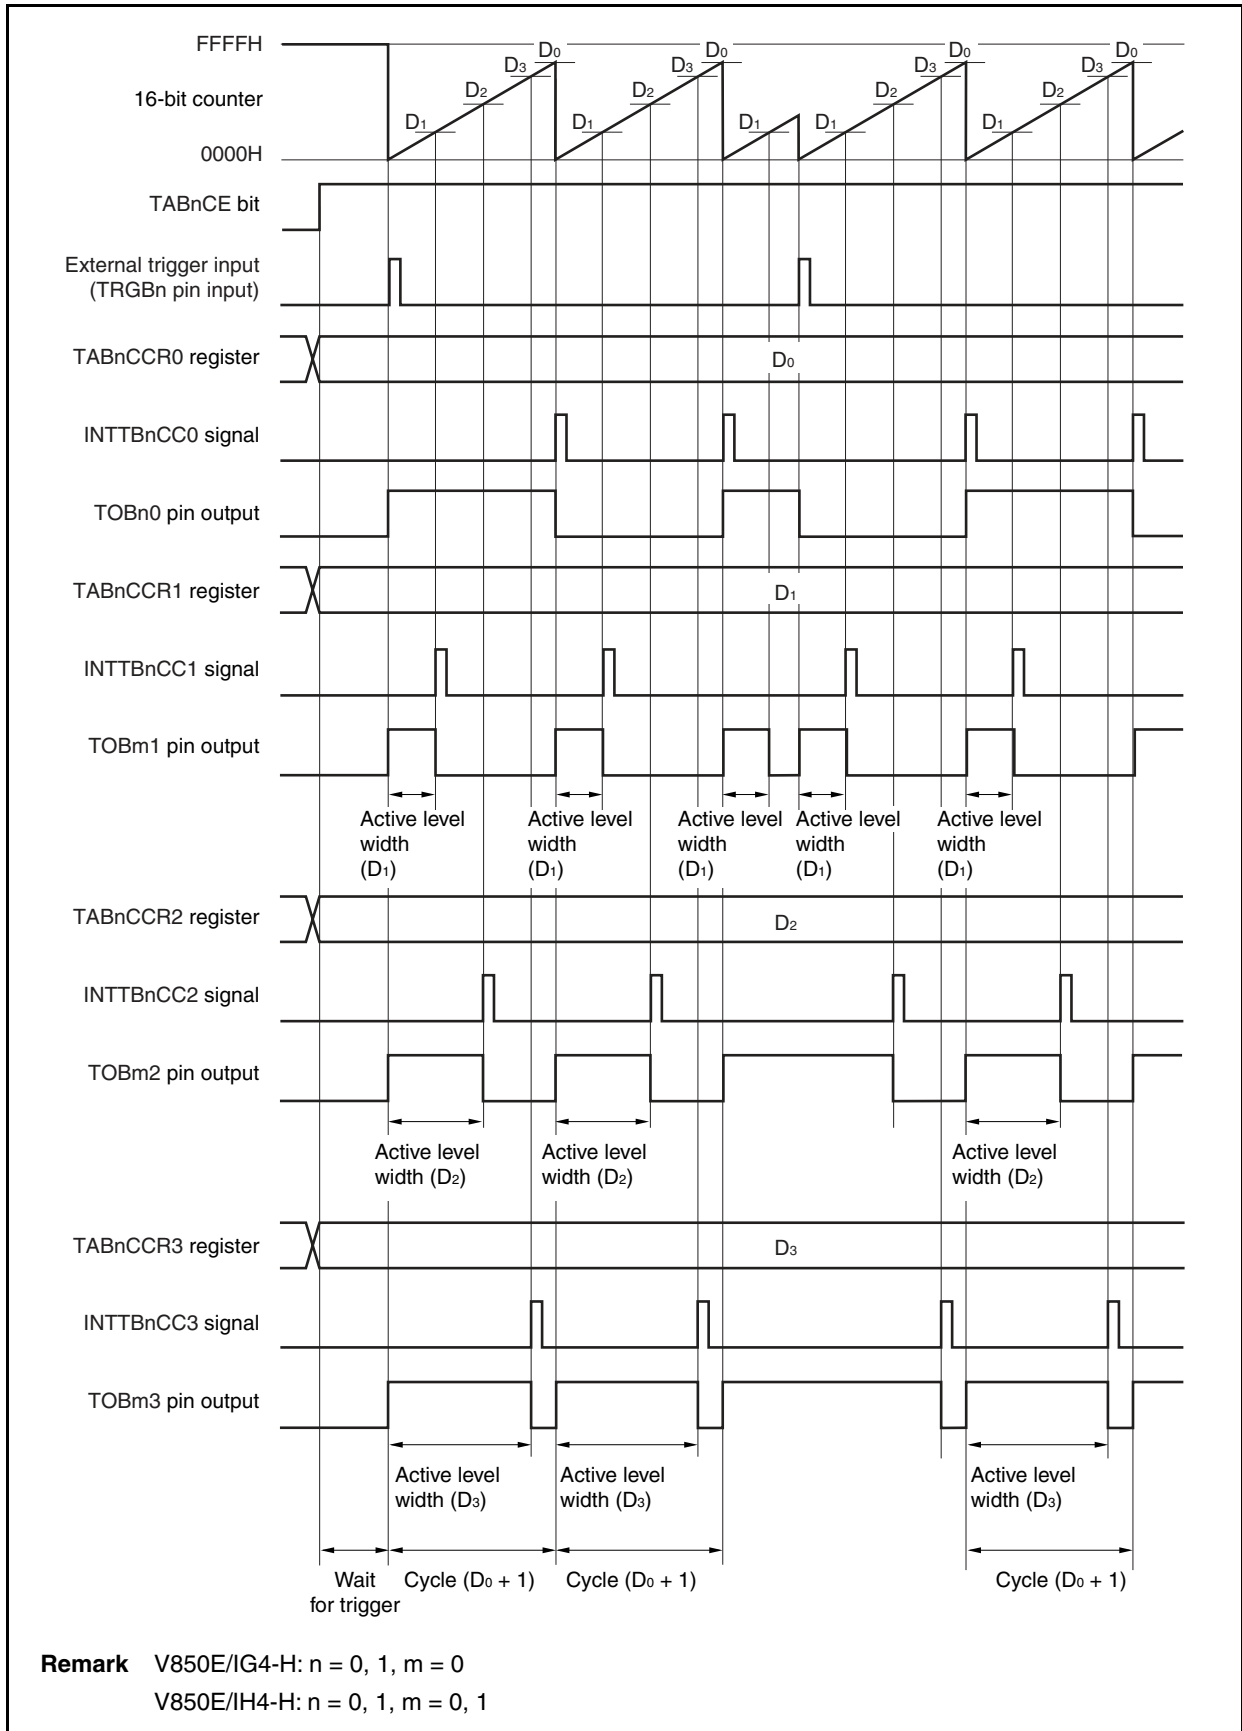 FFFFH
16-bit counter
0000H
D1 D2 D3 D0 D1 D2 D3 D0 D1 D1 D2 D3 D0 D1 D2 D3 D0
TABnCE bit
External trigger input
(TRGBn pin input)
TABnCCR0 register D0
INTTBnCC0 signal
TOBn0 pin output
TABnCCR1 register D1
INTTBnCC1 signal
TOBm1 pin output
Active level Active level Active level Active level Active level
width width width width width
(D1) (D1) (D1) (D1) (D1)
TABnCCR2 register D2
INTTBnCC2 signal
TOBm2 pin output
Active level Active level Active level
width (D2) width (D2) width (D2)
TABnCCR3 register D3
INTTBnCC3 signal
TOBm3 pin output
Active level Active level Active level
width (D3) width (D3) width (D3)
Wait Cycle (D0 + 1) Cycle (D0 + 1) Cycle (D0 + 1)
for trigger
Remark V850E/IG4-H: n = 0, 1, m = 0
V850E/IH4-H: n = 0, 1, m = 0, 1